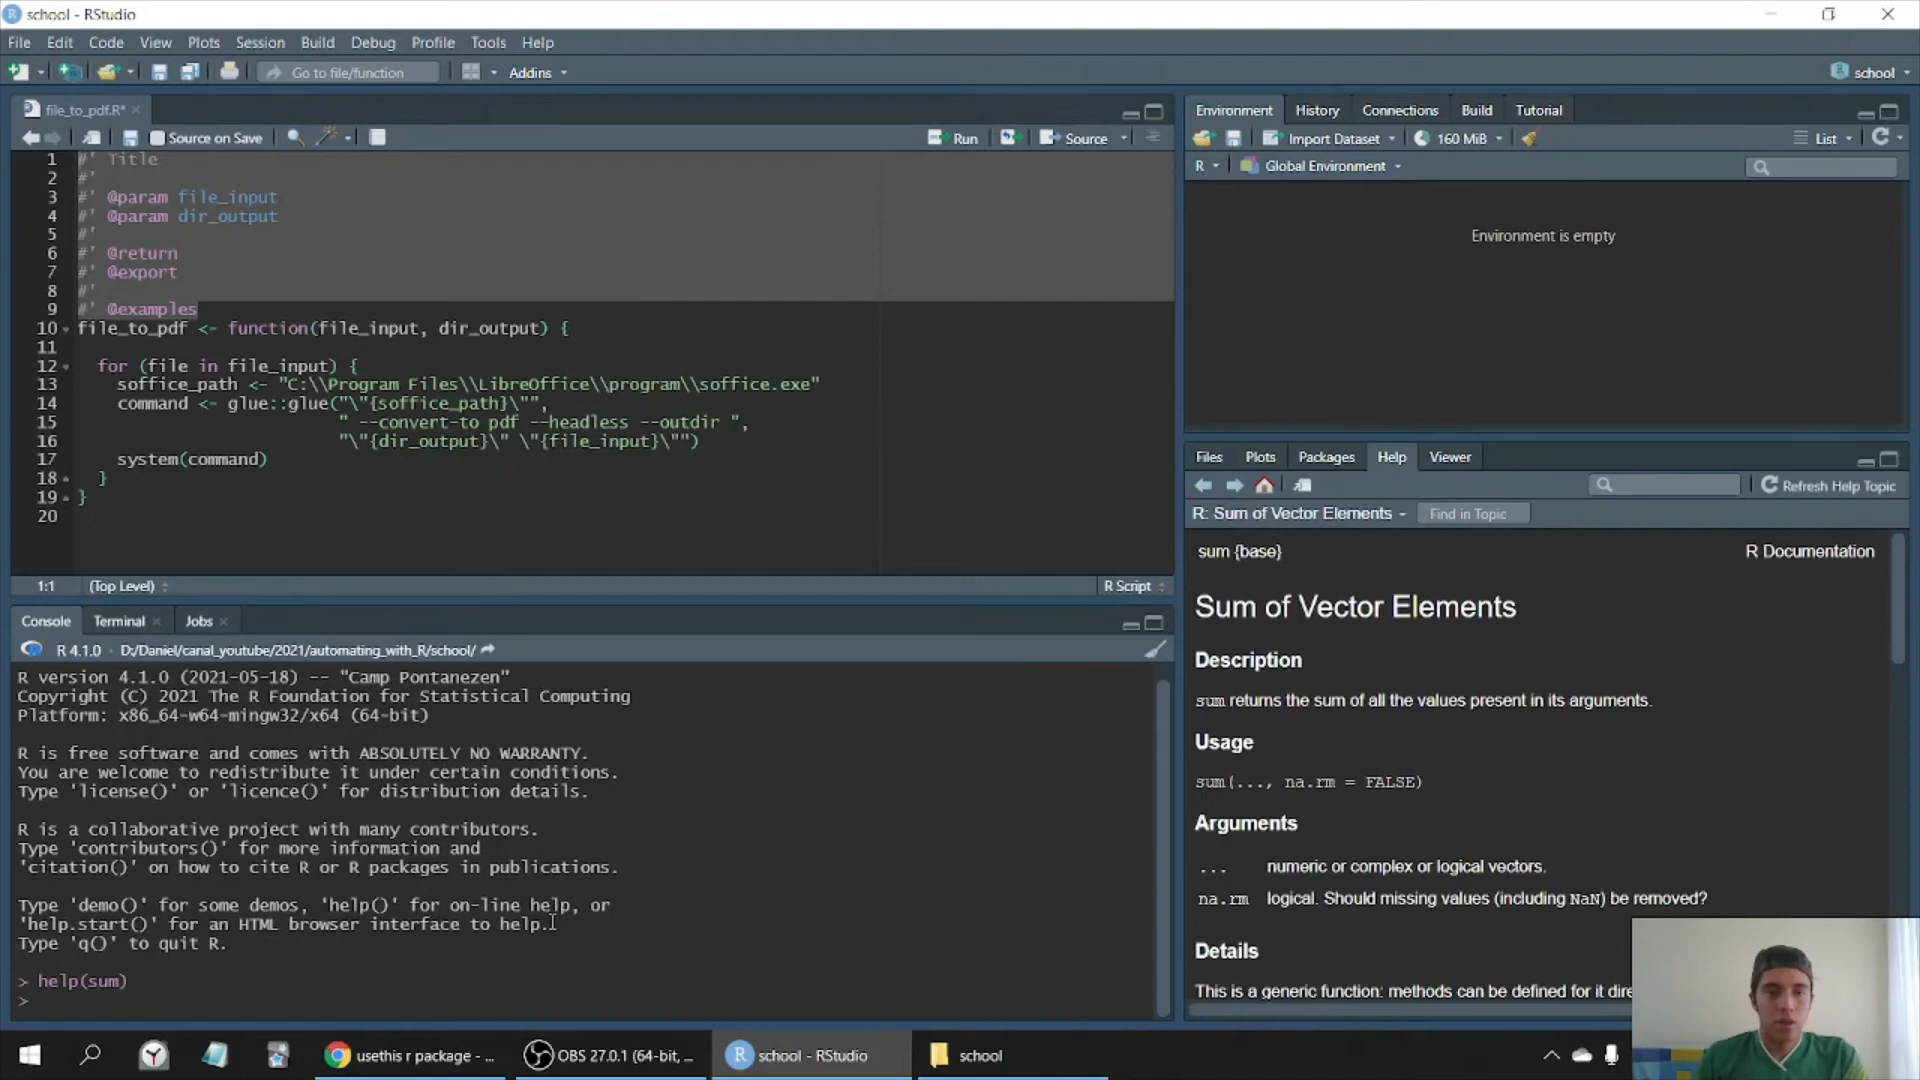 school - RStudio
File Edit Code View Plots Session Build Debug Profile Tools Help
Go to file/function Addins school
file_to_pdf.R*
Source on Save Run Source
1 #' Title
2 #'
3 #' @param file_input
4 #' @param dir_output
5 #'
6 #' @return
7 #' @export
8 #'
9 #' @examples
10 file_to_pdf <- function(file_input, dir_output) {
11
12 for (file in file_input) {
13 soffice_path <- "C:\\Program Files\\LibreOffice\\program\\soffice.exe"
14 command <- glue::glue("\"{soffice_path}\"",
15 " --convert-to pdf --headless --outdir ",
16 "\"{dir_output}\" \"{file_input}\"")
17 system(command)
18 }
19 }
20
1:1 (Top Level) R Script
Console Terminal Jobs
R 4.1.0 · D:/Daniel/canal_youtube/2021/automating_with_R/school/
R version 4.1.0 (2021-05-18) -- "Camp Pontanezen"
Copyright (C) 2021 The R Foundation for Statistical Computing
Platform: x86_64-w64-mingw32/x64 (64-bit)
R is free software and comes with ABSOLUTELY NO WARRANTY.
You are welcome to redistribute it under certain conditions.
Type 'license()' or 'licence()' for distribution details.
R is a collaborative project with many contributors.
Type 'contributors()' for more information and
'citation()' on how to cite R or R packages in publications.
Type 'demo()' for some demos, 'help()' for on-line help, or
'help.start()' for an HTML browser interface to help.
Type 'q()' to quit R.
> help(sum)
>
Environment History Connections Build Tutorial
Import Dataset 160 MiB List
R Global Environment
Environment is empty
Files Plots Packages Help Viewer
Refresh Help Topic
R: Sum of Vector Elements Find in Topic
sum {base} R Documentation
Sum of Vector Elements
Description
sum returns the sum of all the values present in its arguments.
Usage
sum(..., na.rm = FALSE)
Arguments
... numeric or complex or logical vectors.
na.rm logical. Should missing values (including NaN) be removed?
Details
This is a generic function: methods can be defined for it dire
usethis r package - ... OBS 27.0.1 (64-bit, ... school - RStudio school